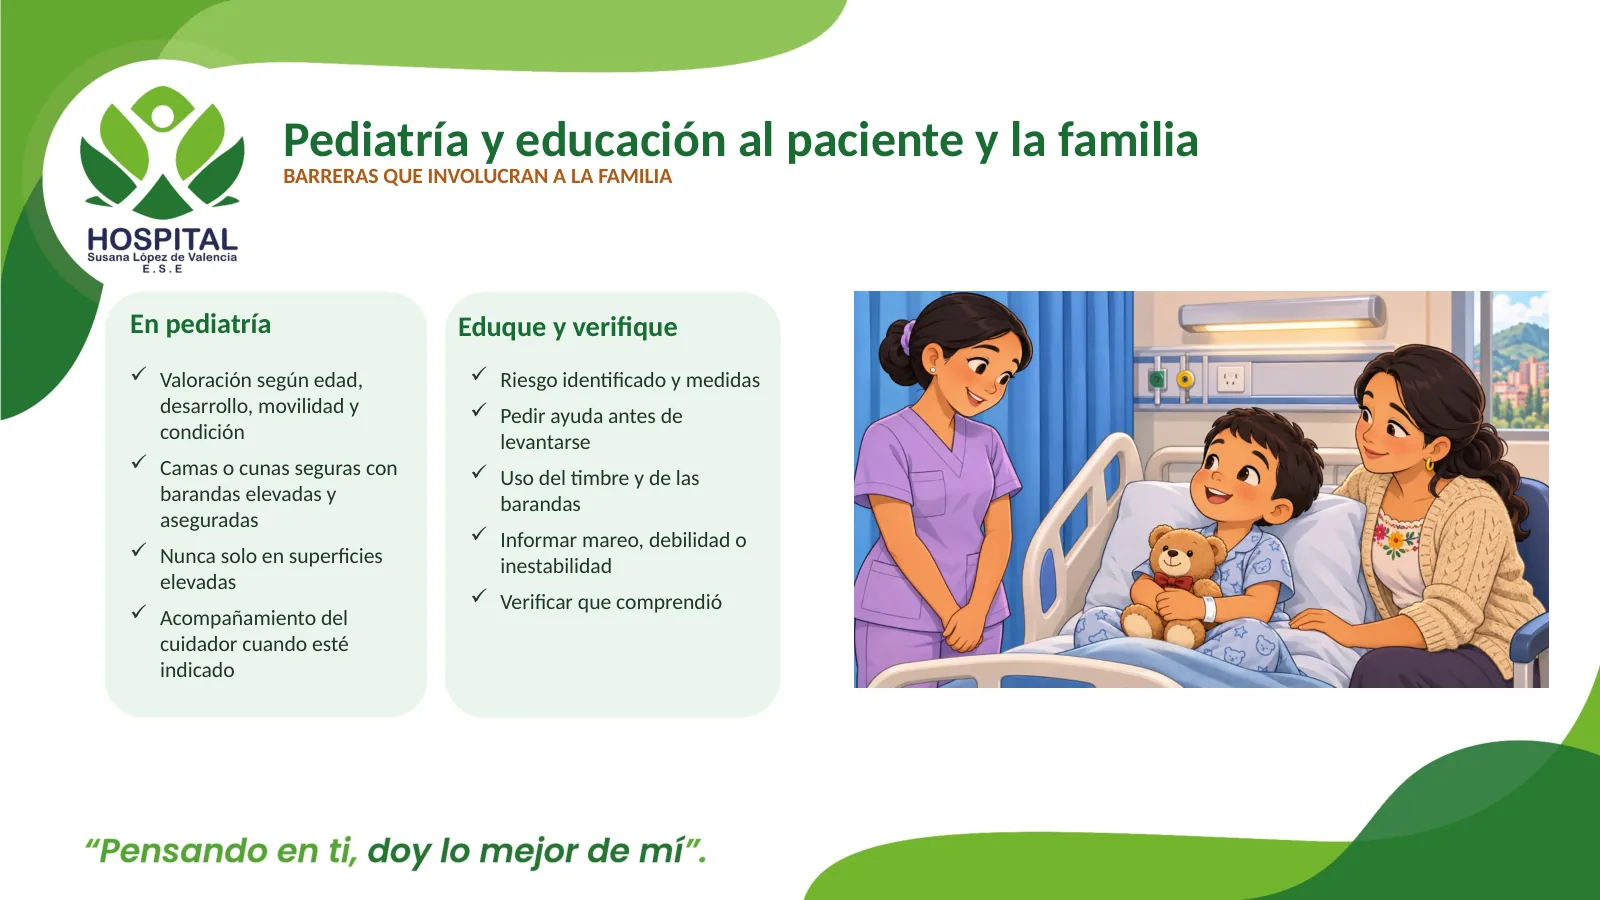 Pediatría y educación al paciente y la familia
BARRERAS QUE INVOLUCRAN A LA FAMILIA
HOSPITAL
Susana López de Valencia
E.S.E
En pediatría
✓ Valoración según edad,
desarrollo, movilidad y
condición
✓ Camas o cunas seguras con
barandas elevadas y
aseguradas
✓ Nunca solo en superficies
elevadas
✓ Acompañamiento del
cuidador cuando esté
indicado
Eduque y verifique
✓ Riesgo identificado y medidas
✓ Pedir ayuda antes de
levantarse
✓ Uso del timbre y de las
barandas
✓ Informar mareo, debilidad o
inestabilidad
✓ Verificar que comprendió
“Pensando en ti, doy lo mejor de mí”.